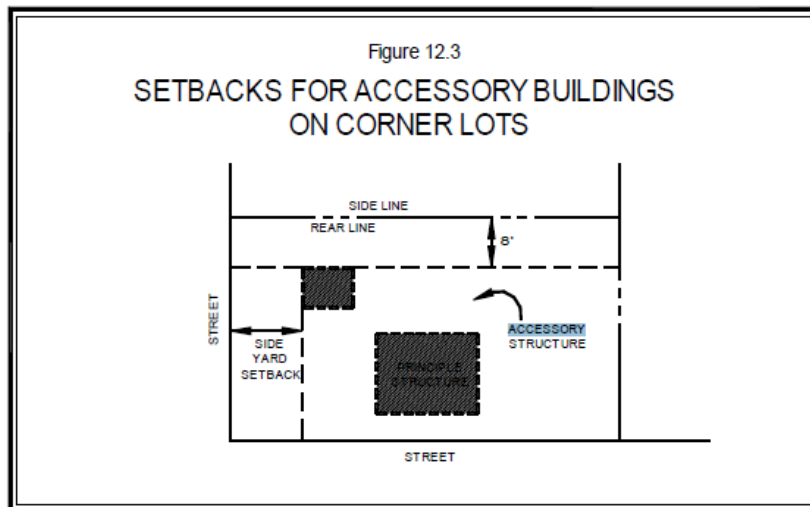 Figure 12.3
SETBACKS FOR ACCESSORY BUILDINGS
ON CORNER LOTS
SIDE LINE
REAR LINE
8'
STREET
SIDE
YARD
SETBACK
ACCESSORY
STRUCTURE
PRINCIPLE
STRUCTURE
STREET